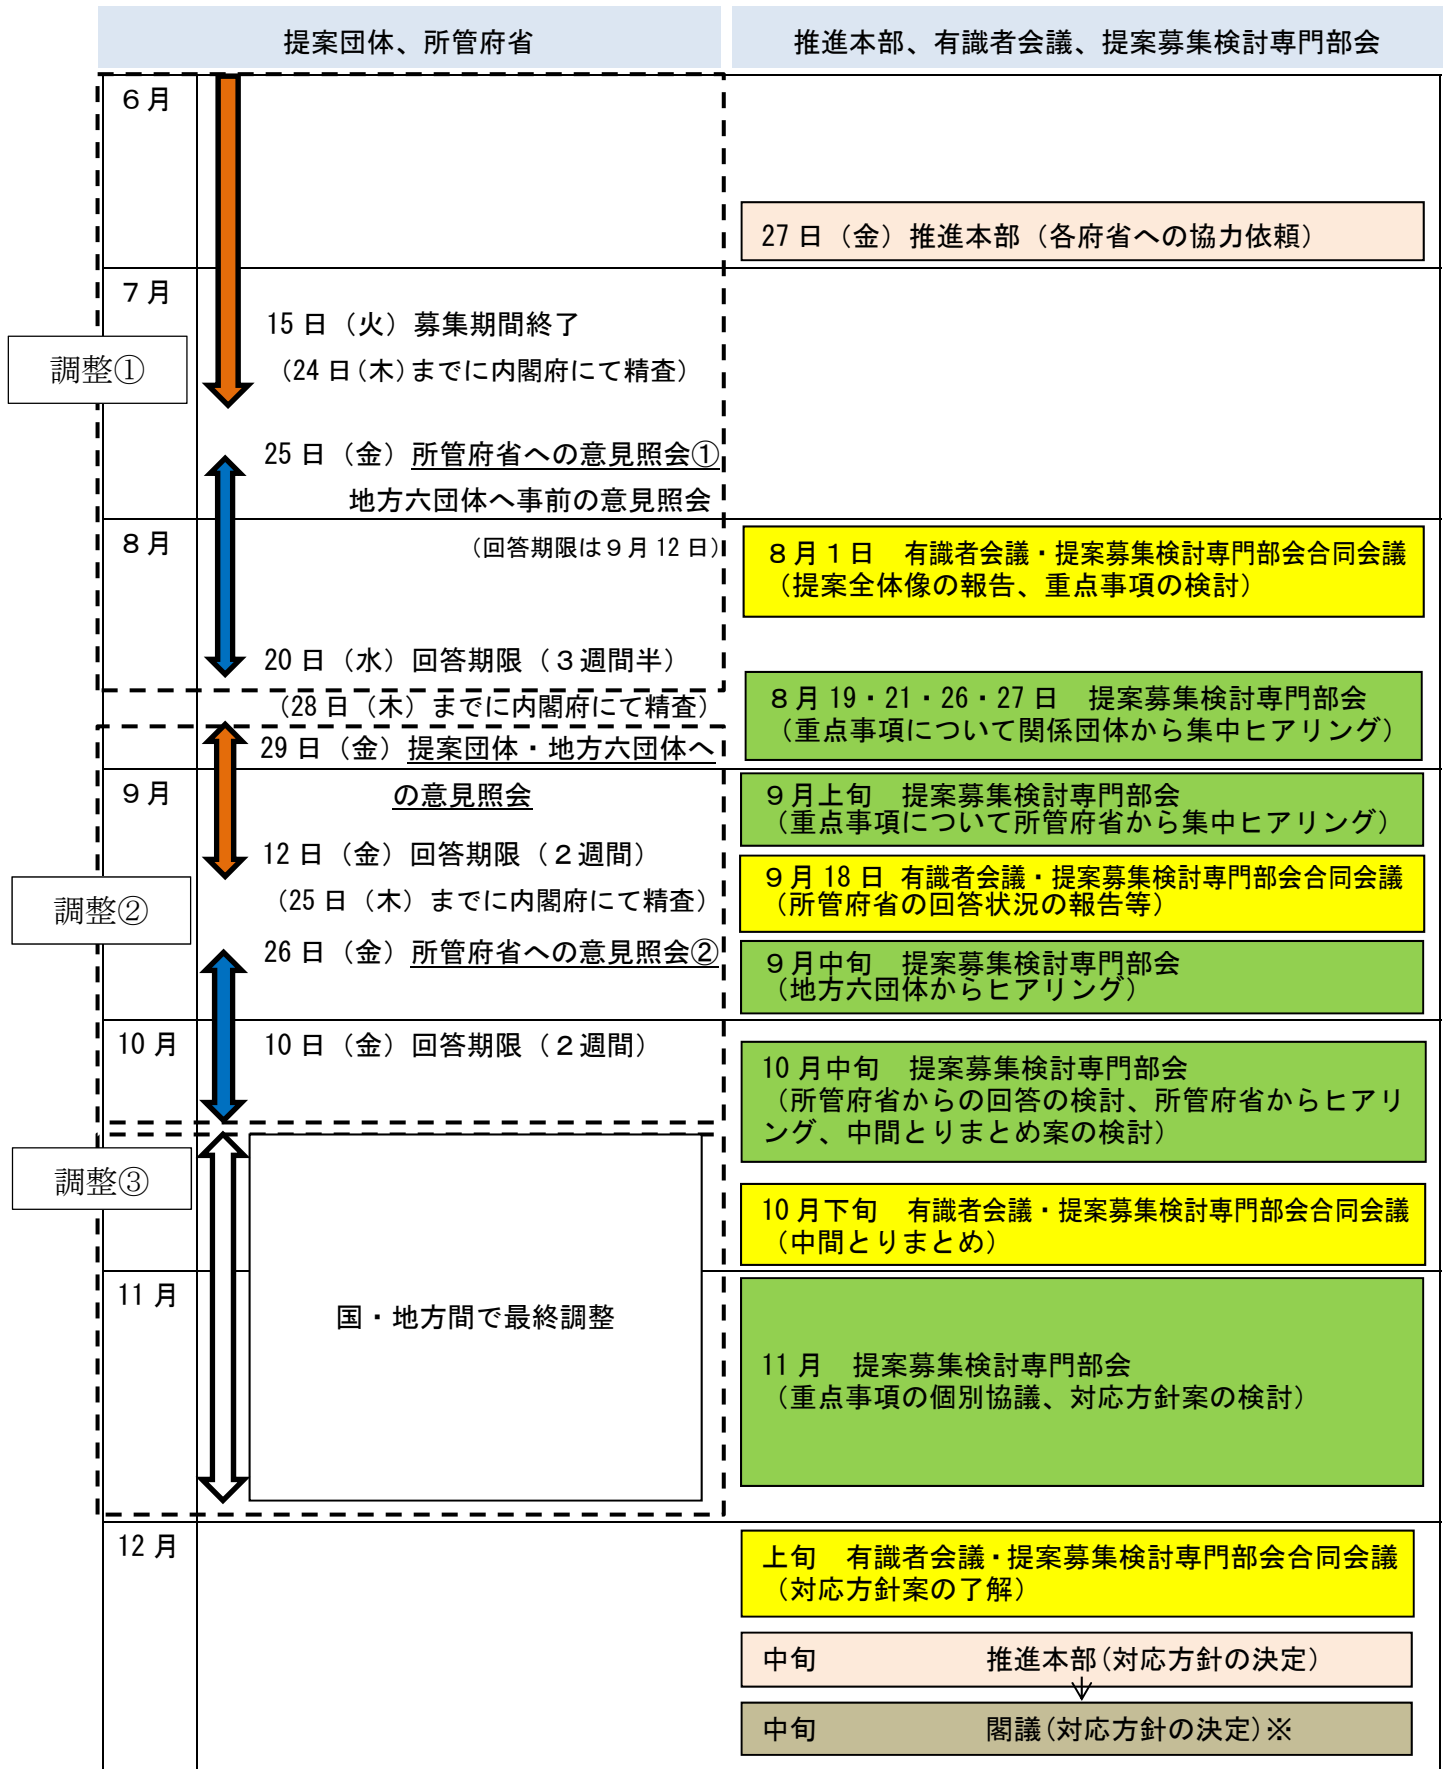 提案団体、所管府省
推進本部、有識者会議、提案募集検討専門部会
６月
27日（金）推進本部（各府省への協力依頼）
７月
15日（火）募集期間終了
（24日（木）までに内閣府にて精査）
調整①
25日（金）所管府省への意見照会①
地方六団体へ事前の意見照会
８月
（回答期限は９月12日）
８月１日　有識者会議・提案募集検討専門部会合同会議
（提案全体像の報告、重点事項の検討）
20日（水）回答期限（３週間半）
（28日（木）までに内閣府にて精査）
８月19・21・26・27日　提案募集検討専門部会
（重点事項について関係団体から集中ヒアリング）
29日（金）提案団体・地方六団体へ
９月
の意見照会
９月上旬　提案募集検討専門部会
（重点事項について所管府省から集中ヒアリング）
12日（金）回答期限（２週間）
（25日（木）までに内閣府にて精査）
調整②
９月18日 有識者会議・提案募集検討専門部会合同会議
（所管府省の回答状況の報告等）
26日（金）所管府省への意見照会②
９月中旬　提案募集検討専門部会
（地方六団体からヒアリング）
10月
10日（金）回答期限（２週間）
10月中旬　提案募集検討専門部会
（所管府省からの回答の検討、所管府省からヒアリ
ング、中間とりまとめ案の検討）
調整③
10月下旬　有識者会議・提案募集検討専門部会合同会議
（中間とりまとめ）
11月
国・地方間で最終調整
11月　提案募集検討専門部会
（重点事項の個別協議、対応方針案の検討）
12月
上旬　有識者会議・提案募集検討専門部会合同会議
（対応方針案の了解）
中旬　推進本部（対応方針の決定）
中旬　閣議（対応方針の決定）※